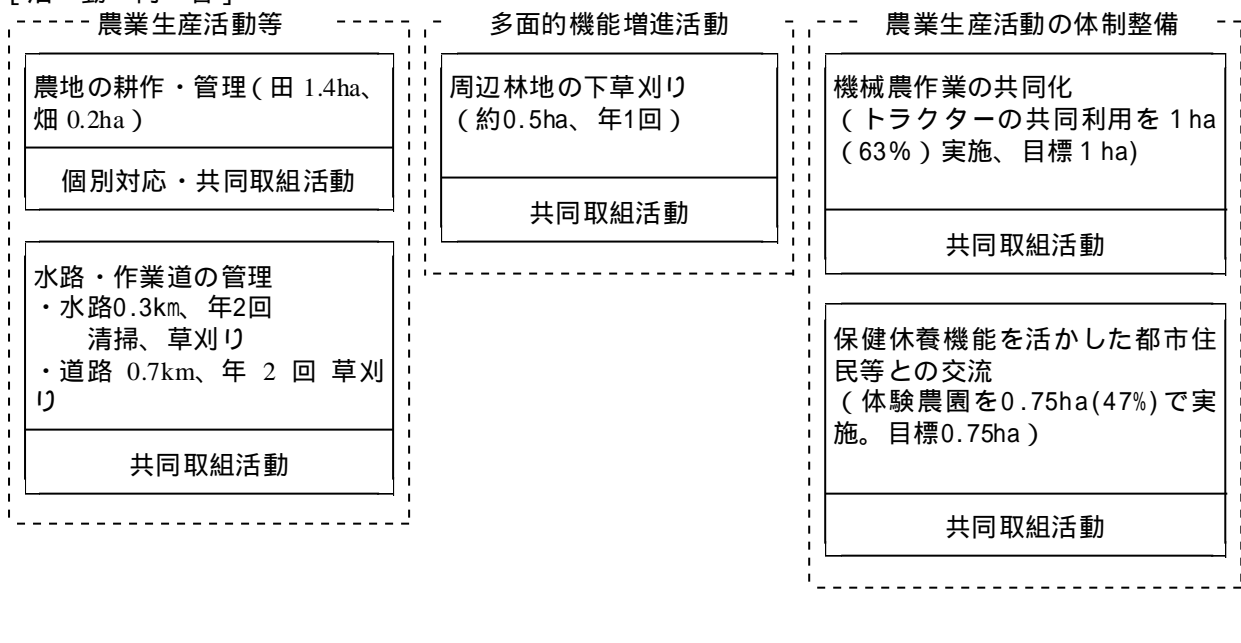 [活 動 内 容]
農業生産活動等
農地の耕作・管理(田 1.4ha、
畑 0.2ha)
個別対応・共同取組活動
水路・作業道の管理
・水路0.3㎞、年2回
清掃、草刈り
・道路 0.7km、年 2 回 草刈
り
共同取組活動
多面的機能増進活動
周辺林地の下草刈り
(約0.5ha、年1回)
共同取組活動
農業生産活動の体制整備
機械農作業の共同化
(トラクターの共同利用を 1 ha
(63%)実施、目標 1 ha)
共同取組活動
保健休養機能を活かした都市住
民等との交流
(体験農園を0.75ha(47%)で実
施。目標0.75ha)
共同取組活動